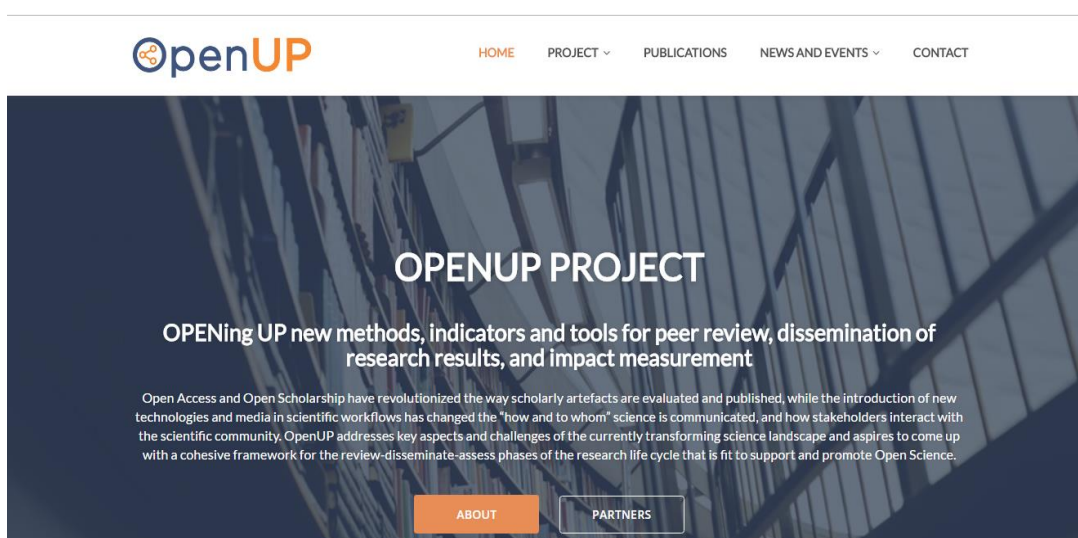 OpenUP
HOME PROJECT PUBLICATIONS NEWS AND EVENTS CONTACT
OPENUP PROJECT
OPENing UP new methods, indicators and tools for peer review, dissemination of
research results, and impact measurement
Open Access and Open Scholarship have revolutionized the way scholarly artefacts are evaluated and published, while the introduction of new
technologies and media in scientific workflows has changed the “how and to whom” science is communicated, and how stakeholders interact with
the scientific community. OpenUP addresses key aspects and challenges of the currently transforming science landscape and aspires to come up
with a cohesive framework for the review-disseminate-assess phases of the research life cycle that is fit to support and promote Open Science.
ABOUT PARTNERS